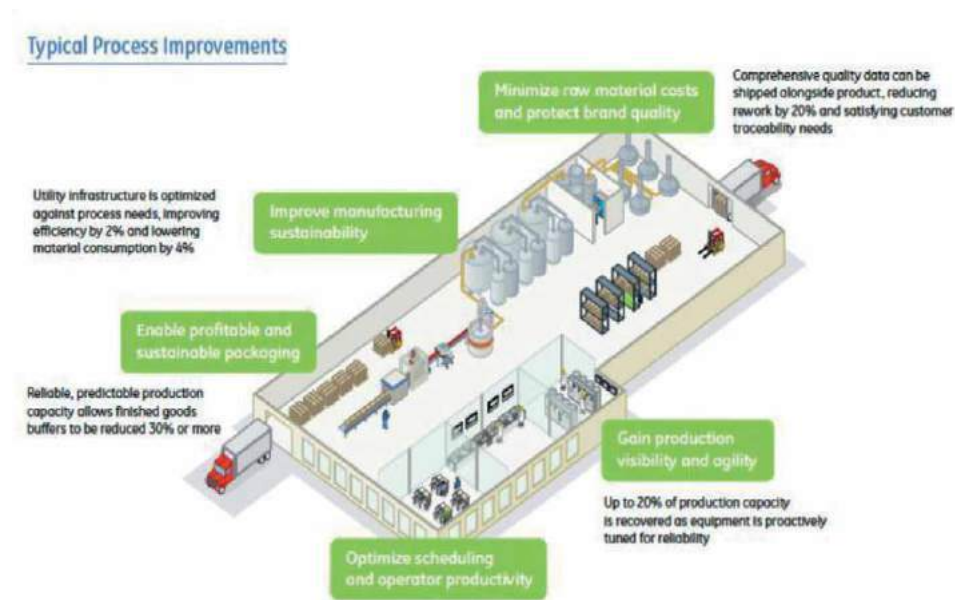 Typical Process Improvements
Minimize raw material costs
and protect brand quality
Comprehensive quality data can be
shipped alongside product, reducing
rework by 20% and satisfying customer
traceability needs
Utility infrastructure is optimized
against process needs, improving
efficiency by 2% and lowering
material consumption by 4%
Improve manufacturing
sustainability
Enable profitable and
sustainable packaging
Reliable, predictable production
capacity allows finished goods
buffers to be reduced 30% or more
Gain production
visibility and agility
Up to 20% of production capacity
is recovered as equipment is proactively
tuned for reliability
Optimize scheduling
and operator productivity